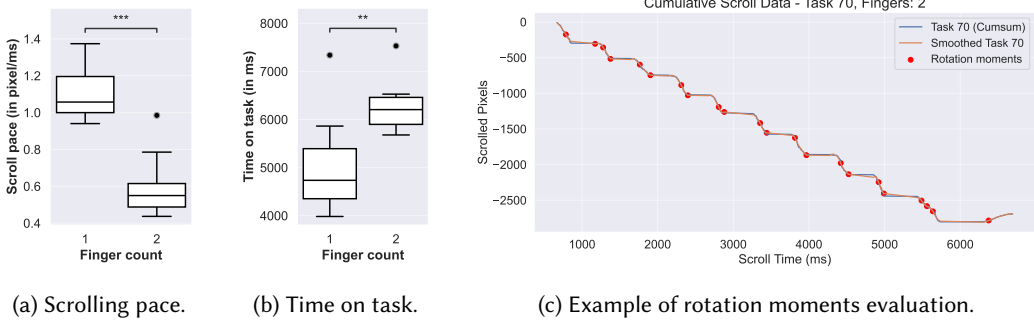 Scroll pace (in pixel/ms)
1.4
1.2
1.0
0.8
0.6
0.4
***
1
2
Finger count
(a) Scrolling pace.
Time on task (in ms)
8000
7000
6000
5000
4000
**
1
2
Finger count
(b) Time on task.
Cumulative Scroll Data - Task 70, Fingers: 2
Scrolled Pixels
0
−500
−1000
−1500
−2000
−2500
Task 70 (Cumsum)
Smoothed Task 70
Rotation moments
1000
2000
3000
4000
5000
6000
Scroll Time (ms)
(c) Example of rotation moments evaluation.